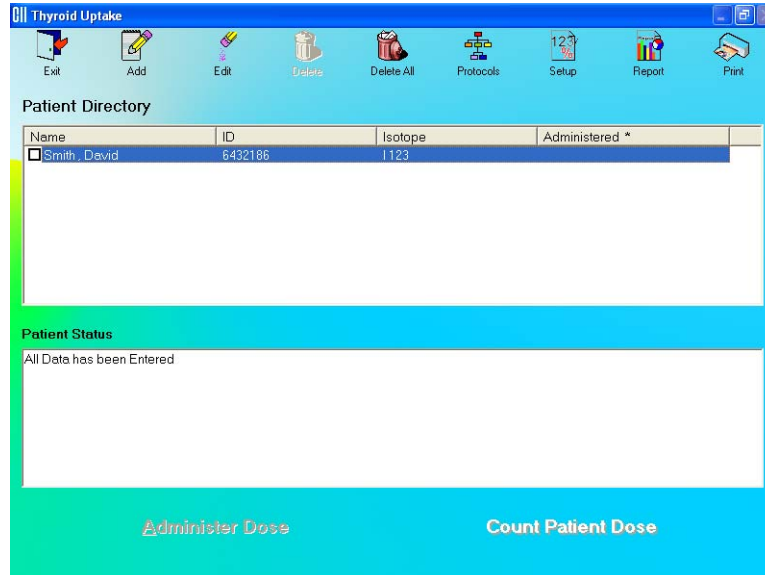 Thyroid Uptake
Exit Add Edit Delete Delete All Protocols Setup Report Print
Patient Directory
Name ID Isotope Administered *
Smith , David 6432186 I123
Patient Status
All Data has been Entered
Administer Dose Count Patient Dose